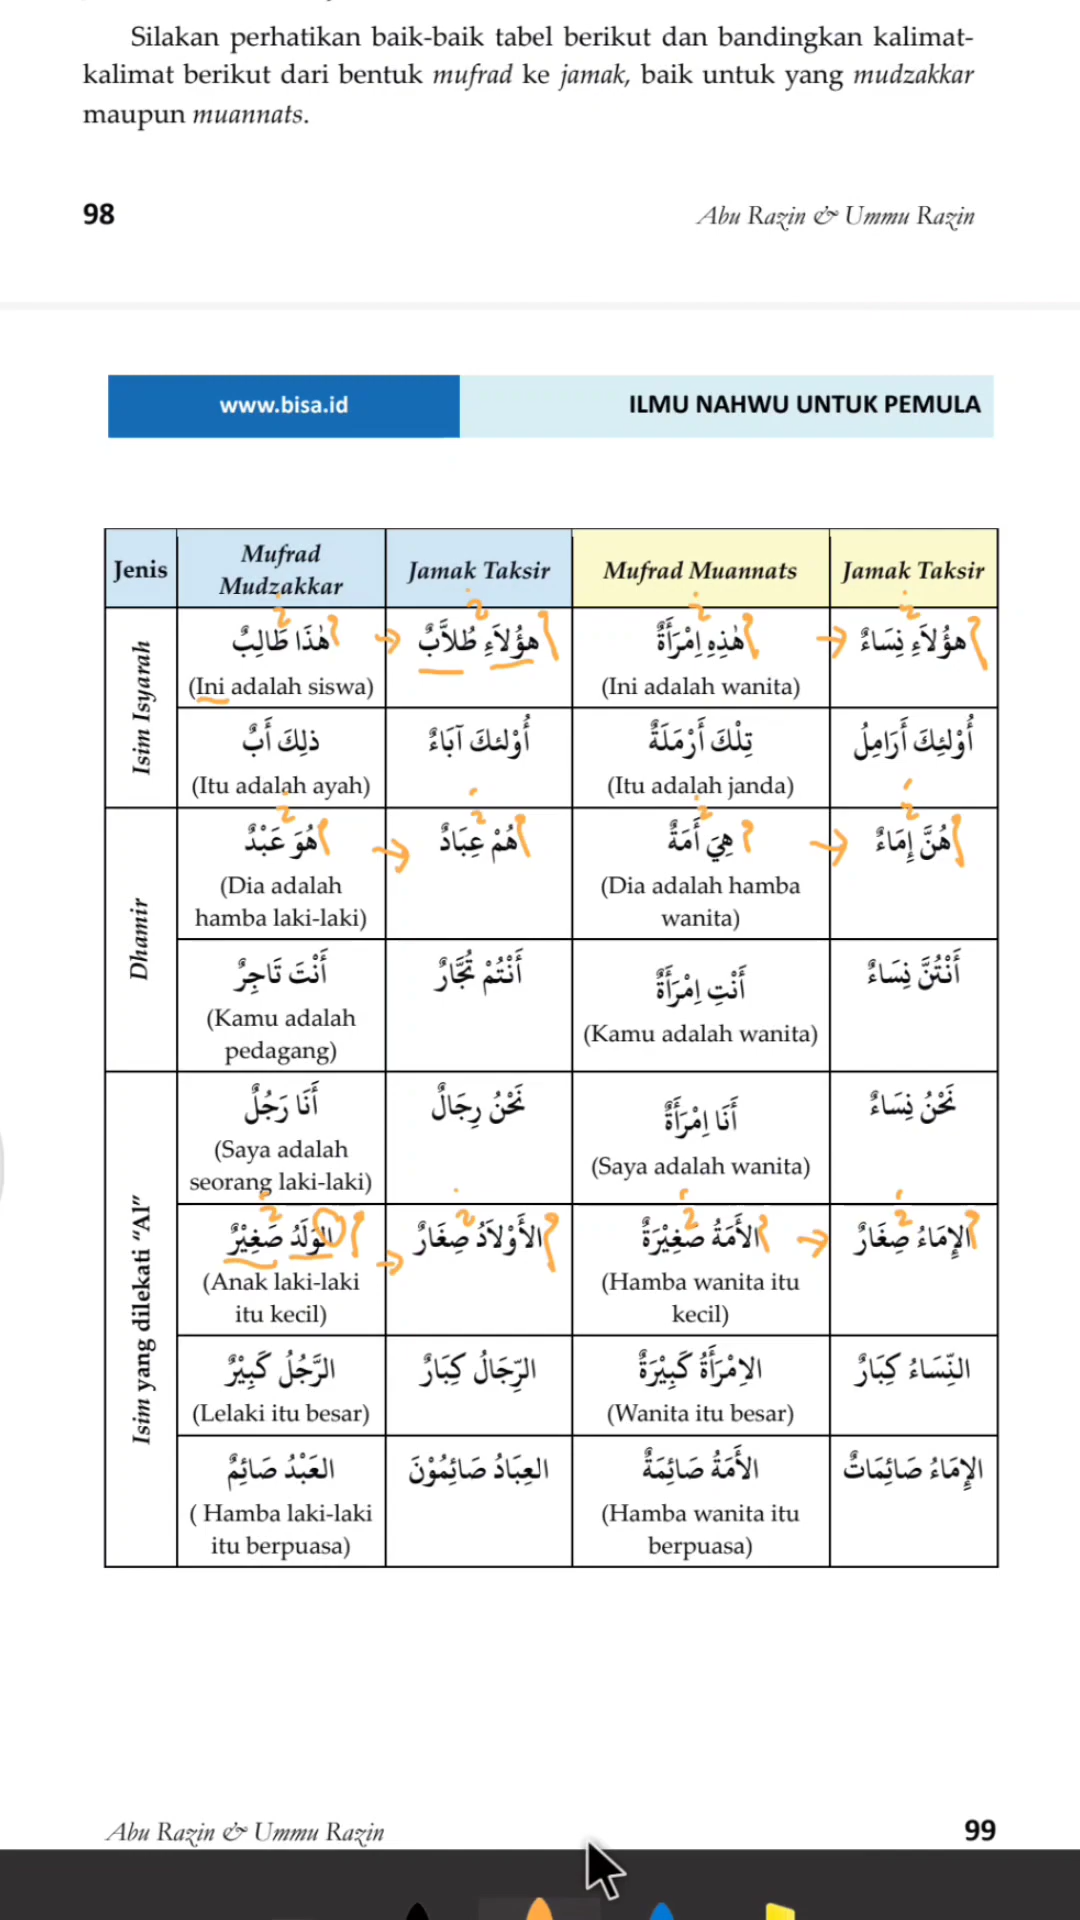 Silakan perhatikan baik-baik tabel berikut dan bandingkan kalimat-
kalimat berikut dari bentuk mufrad ke jamak, baik untuk yang mudzakkar
maupun muannats.
98
Abu Razin & Ummu Razin
www.bisa.id
ILMU NAHWU UNTUK PEMULA
Jenis
Mufrad
Mudzakkar
Jamak Taksir
Mufrad Muannats
Jamak Taksir
Isim Isyarah
هٰذَا طَالِبٌ
(Ini adalah siswa)
هؤُلَاءِ طُلَّابٌ
هٰذِهِ اِمْرَأَةٌ
(Ini adalah wanita)
هؤُلَاءِ نِسَاءٌ
ذلِكَ أَبٌ
(Itu adalah ayah)
أُوْلئكَ آبَاءٌ
تِلْكَ أَرْمَلَةٌ
(Itu adalah janda)
أُوْلئِكَ أَرَامِلُ
Dhamir
هُوَ عَبْدٌ
(Dia adalah
hamba laki-laki)
هُمْ عِبَادٌ
هِيَ أَمَةٌ
(Dia adalah hamba
wanita)
هُنَّ إِمَاءٌ
أَنْتَ تَاجِرٌ
(Kamu adalah
pedagang)
أَنْتُمْ تُجَّارٌ
أَنْتِ اِمْرَأَةٌ
(Kamu adalah wanita)
أَنْتُنَّ نِسَاءٌ
Isim yang dilekati “Al”
أَنَا رَجُلٌ
(Saya adalah
seorang laki-laki)
نَحْنُ رِجَالٌ
أَنَا اِمْرَأَةٌ
(Saya adalah wanita)
نَحْنُ نِسَاءٌ
الوَلَدُ صَغِيْرٌ
(Anak laki-laki
itu kecil)
الأَوْلَادُ صِغَارٌ
الأَمَةُ صَغِيْرَةٌ
(Hamba wanita itu
kecil)
الإِمَاءُ صِغَارٌ
الرَّجُلُ كَبِيْرٌ
(Lelaki itu besar)
الرِّجَالُ كِبَارٌ
الاِمْرَأَةُ كَبِيْرَةٌ
(Wanita itu besar)
النِّسَاءُ كِبَارٌ
العَبْدُ صَائِمٌ
( Hamba laki-laki
itu berpuasa)
العِبَادُ صَائِمُوْنَ
الأَمَةُ صَائِمَةٌ
(Hamba wanita itu
berpuasa)
الإِمَاءُ صَائِمَاتٌ
Abu Razin & Ummu Razin
99